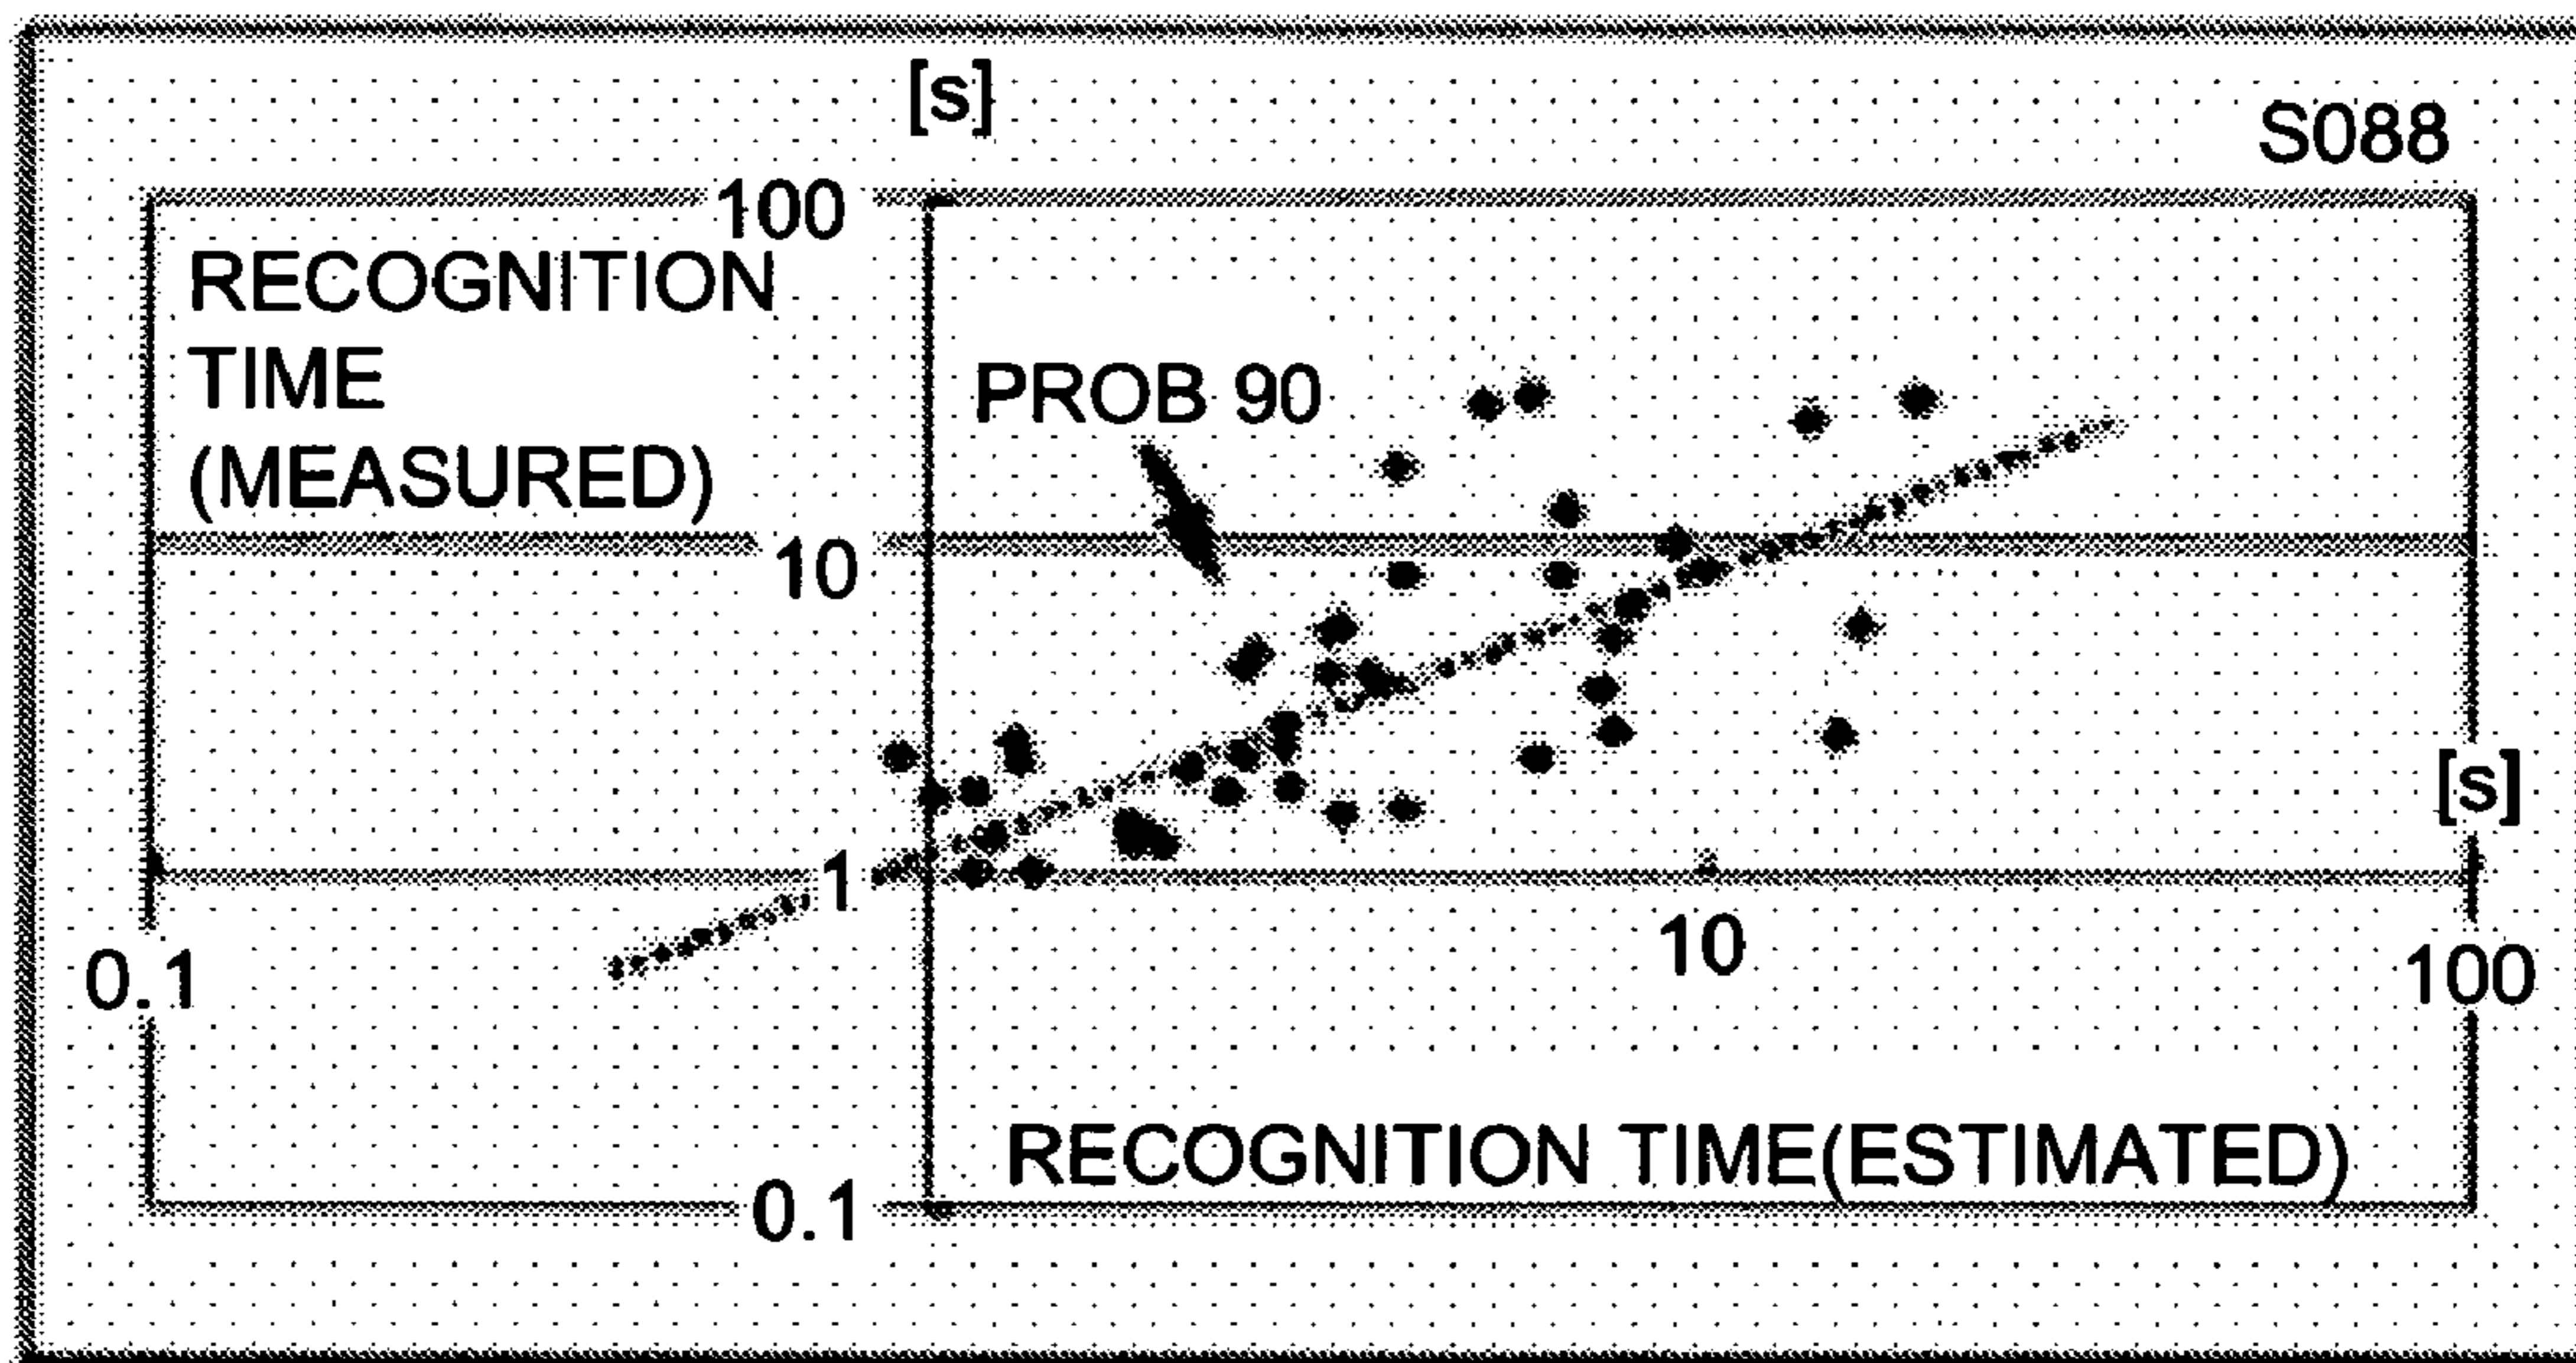 [s]
S088
100
RECOGNITION
TIME
(MEASURED)
PROB 90
10
[s]
1
10
0.1
100
RECOGNITION TIME(ESTIMATED)
0.1